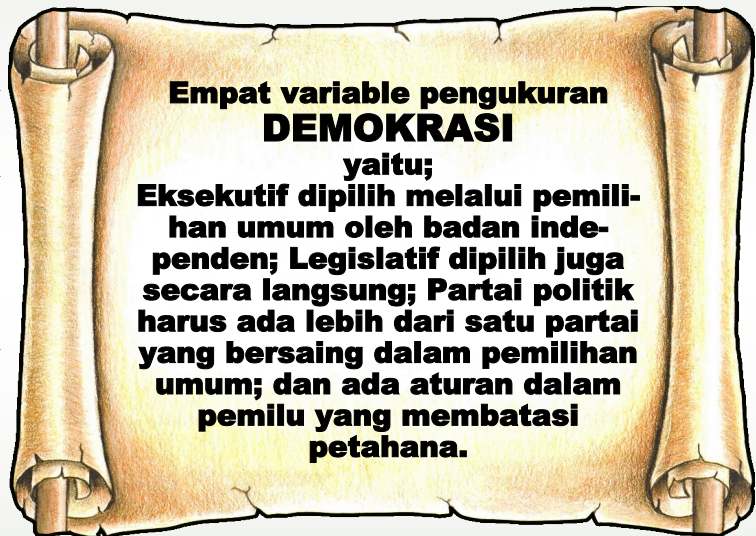 Empat variable pengukuran
DEMOKRASI
yaitu;
Eksekutif dipilih melalui pemili-
han umum oleh badan inde-
penden; Legislatif dipilih juga
secara langsung; Partai politik
harus ada lebih dari satu partai
yang bersaing dalam pemilihan
umum; dan ada aturan dalam
pemilu yang membatasi
petahana.